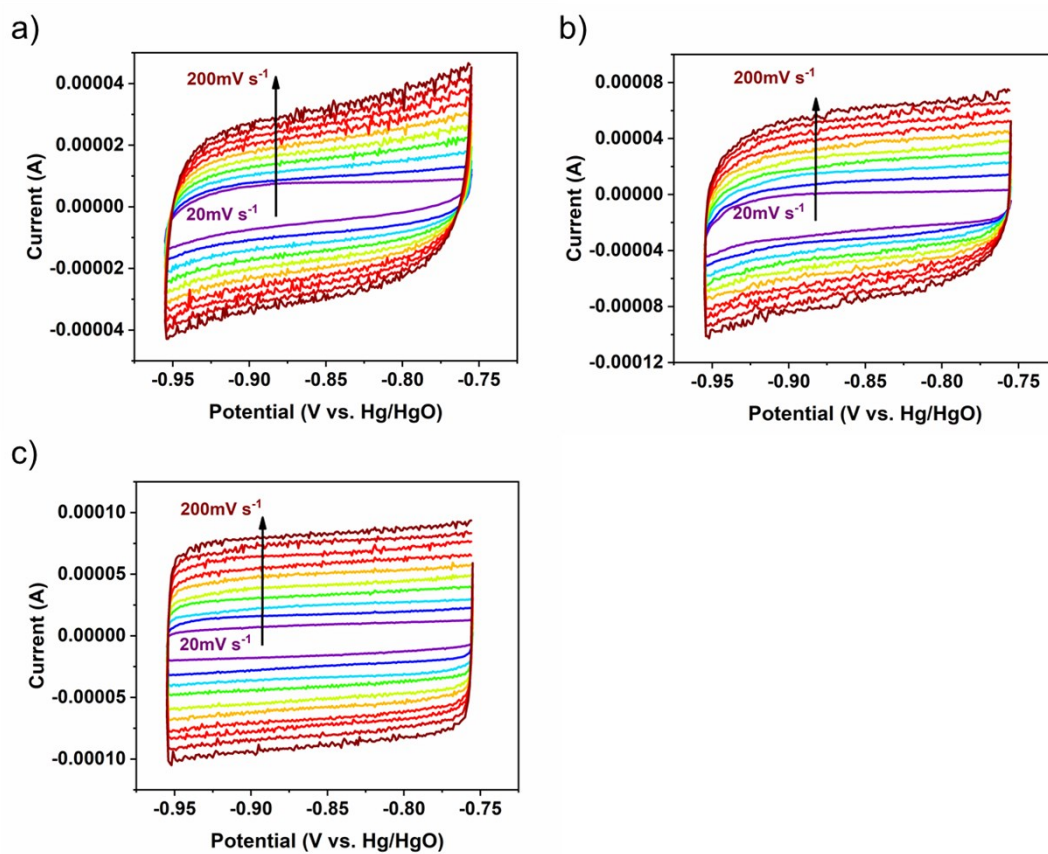 a)
200mV s⁻¹
20mV s⁻¹
0.00004
0.00002
0.00000
-0.00002
-0.00004
Current (A)
-0.95 -0.90 -0.85 -0.80 -0.75
Potential (V vs. Hg/HgO)
b)
200mV s⁻¹
20mV s⁻¹
0.00008
0.00004
0.00000
-0.00004
-0.00008
-0.00012
Current (A)
-0.95 -0.90 -0.85 -0.80 -0.75
Potential (V vs. Hg/HgO)
c)
200mV s⁻¹
20mV s⁻¹
0.00010
0.00005
0.00000
-0.00005
-0.00010
Current (A)
-0.95 -0.90 -0.85 -0.80 -0.75
Potential (V vs. Hg/HgO)